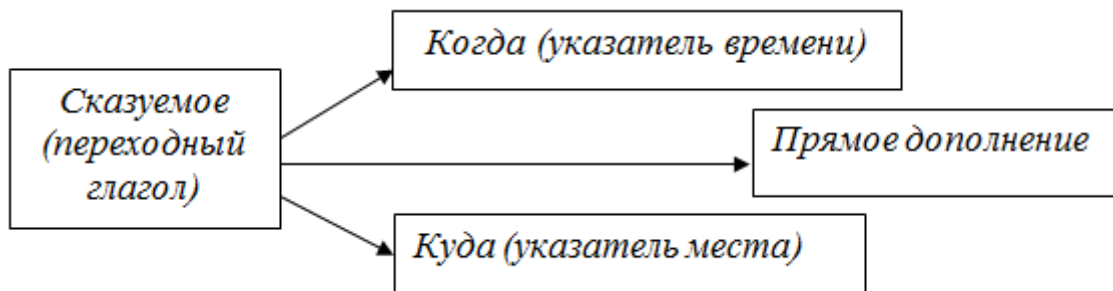 Сказуемое
(переходный
глагол)
Когда (указатель времени)
Прямое дополнение
Куда (указатель места)